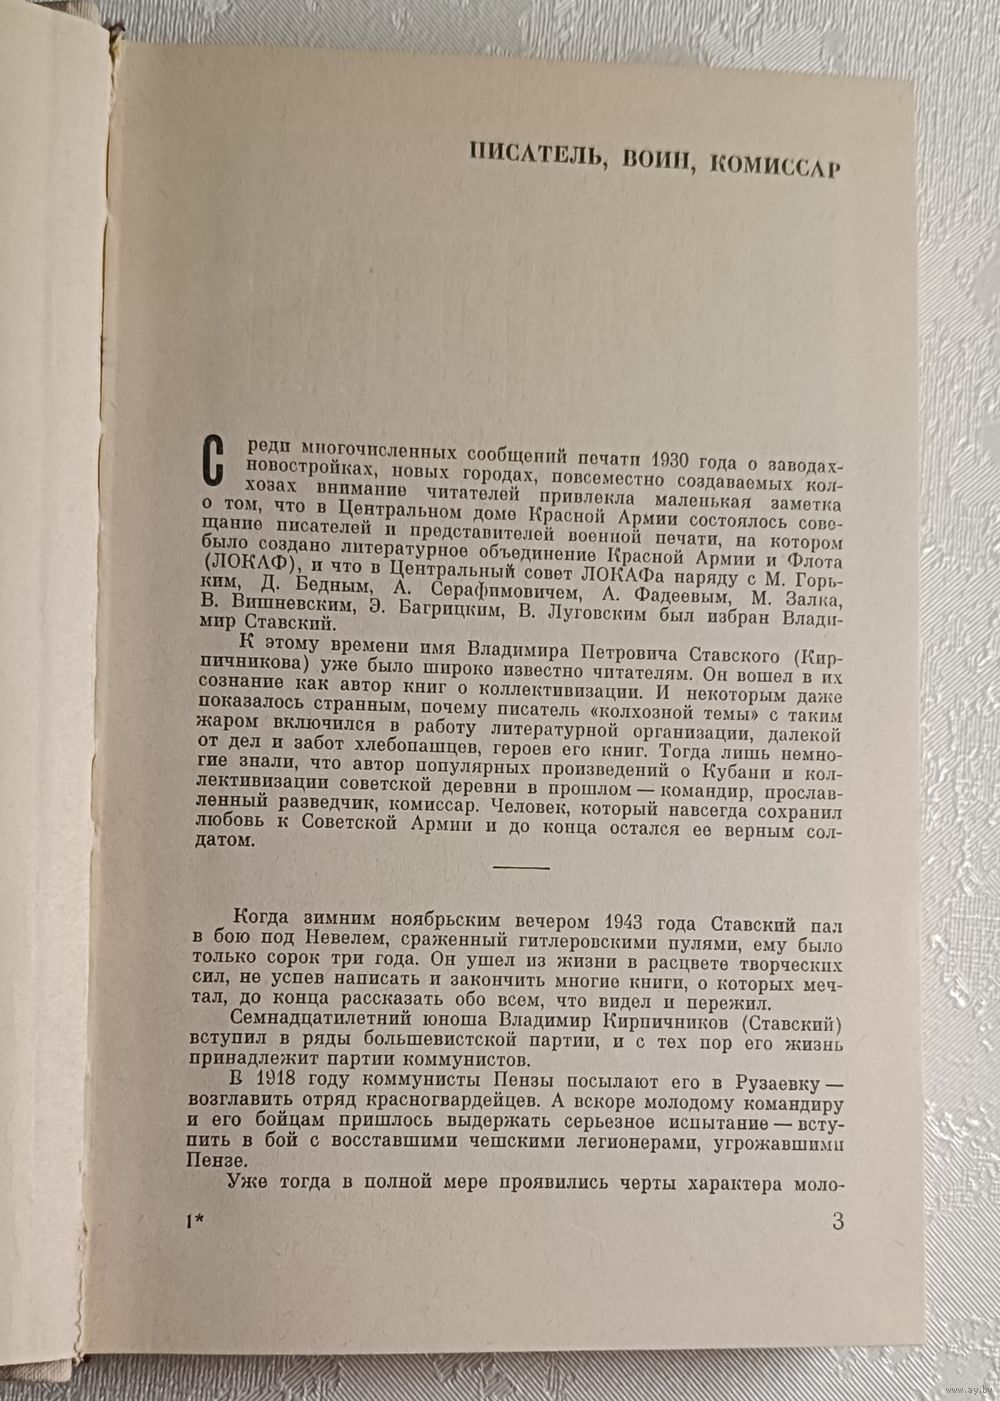 ПИСАТЕЛЬ, ВОИН, КОМИССАР
Среди многочисленных сообщений печати 1930 года о заводах-
новостройках, новых городах, повсеместно создаваемых кол-
хозах внимание читателей привлекла маленькая заметка
о том, что в Центральном доме Красной Армии состоялось сове-
щание писателей и представителей военной печати, на котором
было создано литературное объединение Красной Армии и Флота
(ЛОКАФ), и что в Центральный совет ЛОКАФа наряду с М. Горь-
ким, Д. Бедным, А. Серафимовичем, А. Фадеевым, М. Залка,
В. Вишневским, Э. Багрицким, В. Луговским был избран Влади-
мир Ставский.
К этому времени имя Владимира Петровича Ставского (Кир-
пичникова) уже было широко известно читателям. Он вошел в их
сознание как автор книг о коллективизации. И некоторым даже
показалось странным, почему писатель «колхозной темы» с таким
жаром включился в работу литературной организации, далекой
от дел и забот хлебопашцев, героев его книг. Тогда лишь немно-
гие знали, что автор популярных произведений о Кубани и кол-
лективизации советской деревни в прошлом — командир, прослав-
ленный разведчик, комиссар. Человек, который навсегда сохранил
любовь к Советской Армии и до конца остался ее верным сол-
датом.
Когда зимним ноябрьским вечером 1943 года Ставский пал
в бою под Невелем, сраженный гитлеровскими пулями, ему было
только сорок три года. Он ушел из жизни в расцвете творческих
сил, не успев написать и закончить многие книги, о которых меч-
тал, до конца рассказать обо всем, что видел и пережил.
Семнадцатилетний юноша Владимир Кирпичников (Ставский)
вступил в ряды большевистской партии, и с тех пор его жизнь
принадлежит партии коммунистов.
В 1918 году коммунисты Пензы посылают его в Рузаевку —
возглавить отряд красногвардейцев. А вскоре молодому командиру
и его бойцам пришлось выдержать серьезное испытание — всту-
пить в бой с восставшими чешскими легионерами, угрожавшими
Пензе.
Уже тогда в полной мере проявились черты характера моло-
1* 3
www.ay.by